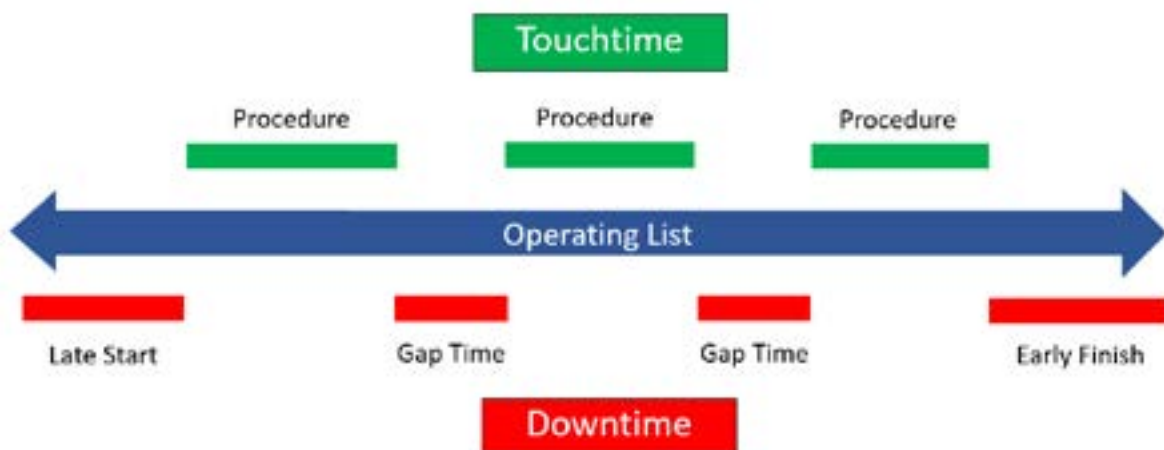 Touchtime
Procedure Procedure Procedure
Operating List
Late Start Gap Time Gap Time Early Finish
Downtime